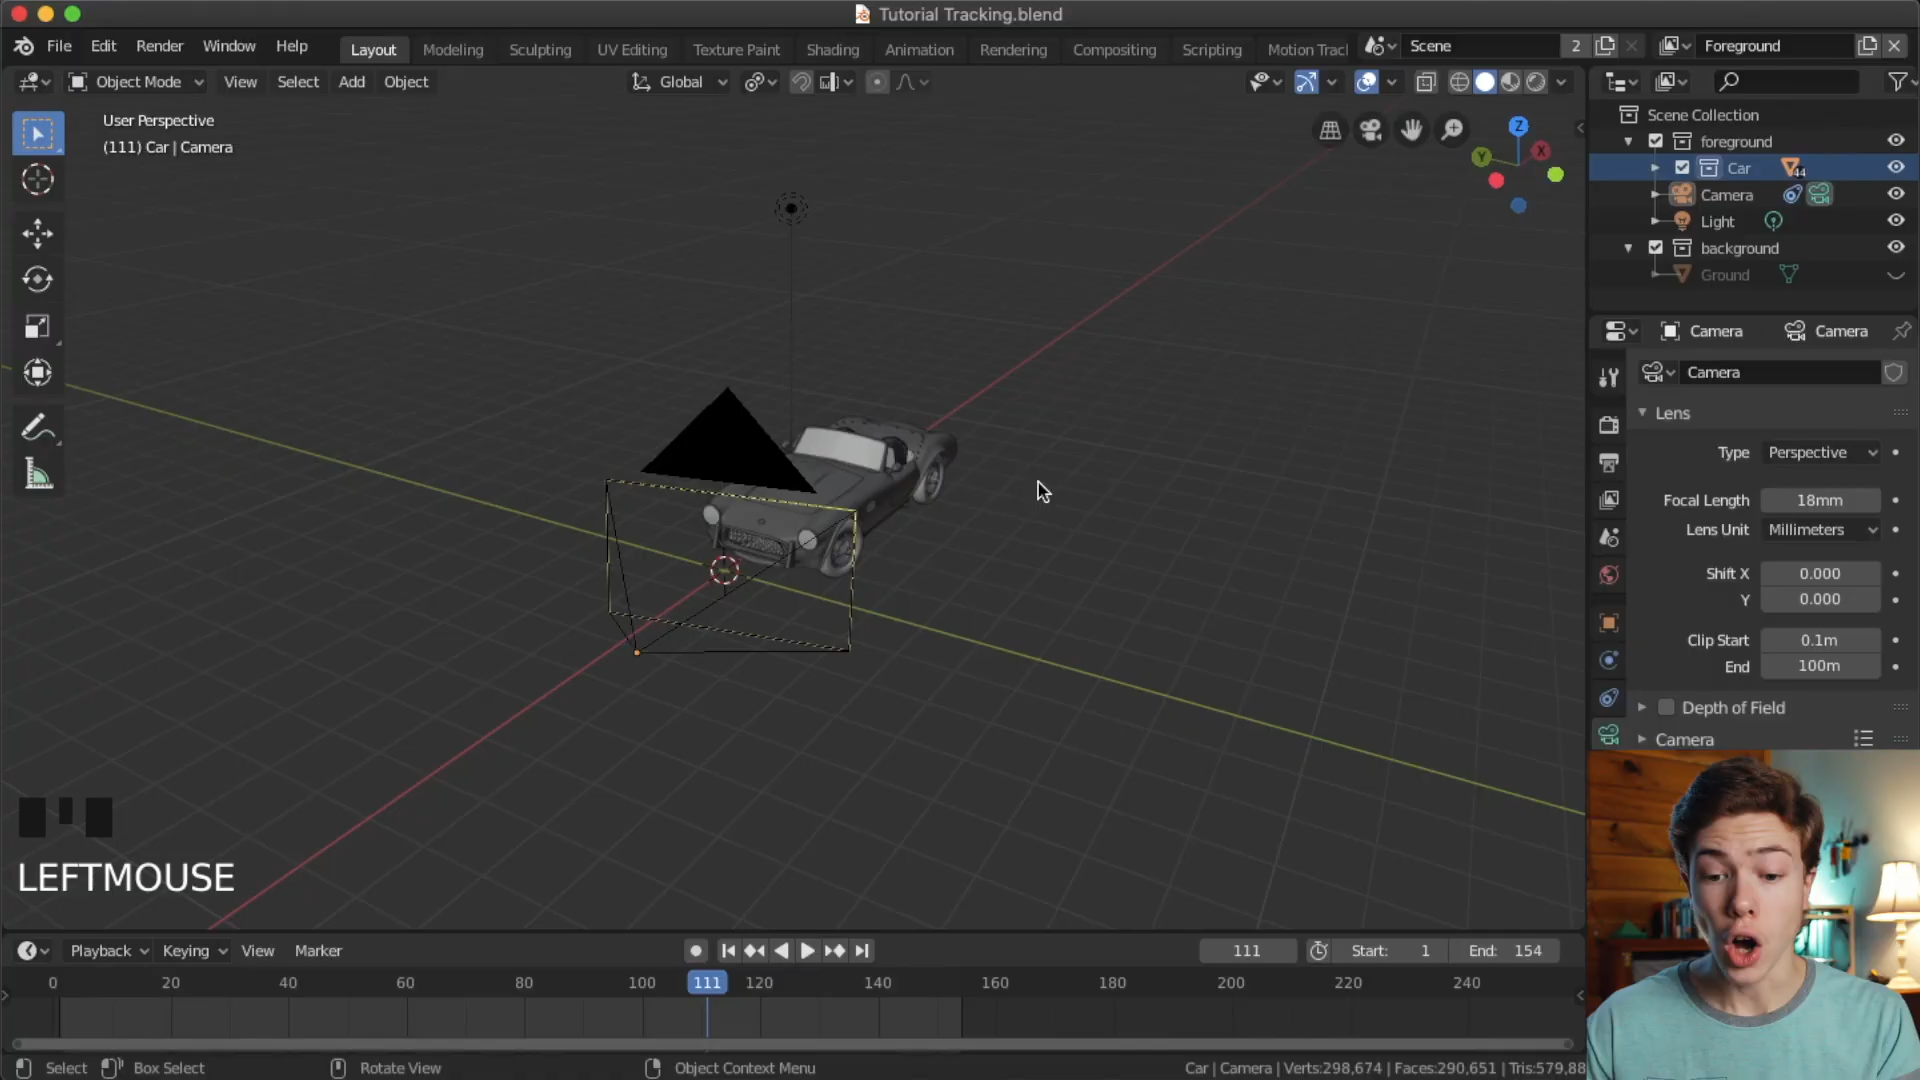 Tutorial Tracking.blend
File Edit Render Window Help
Layout Modeling Sculpting UV Editing Texture Paint Shading Animation Rendering Compositing Scripting Motion Tracl
Scene 2 Foreground
Object Mode View Select Add Object Global
User Perspective
(111) Car | Camera
Z
Y
X
Scene Collection
foreground
Car 44
Camera
Light
background
Ground
Camera Camera
Camera
Lens
Type Perspective
Focal Length 18mm
Lens Unit Millimeters
Shift X 0.000
Y 0.000
Clip Start 0.1m
End 100m
Depth of Field
Camera
LEFTMOUSE
Playback Keying View Marker 111 Start: 1 End: 154
0 20 40 60 80 100 111 120 140 160 180 200 220 240
Select Box Select Rotate View Object Context Menu Car | Camera | Verts:298,674 | Faces:290,651 | Tris:579,88